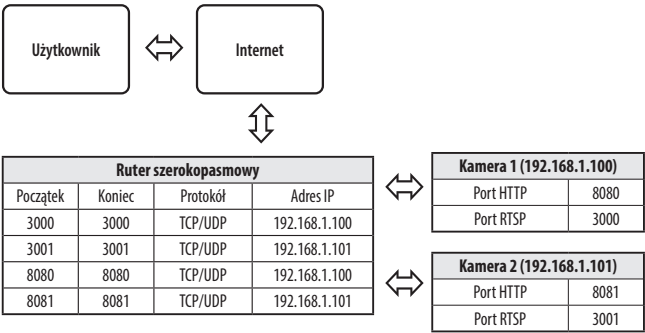 Użytkownik
Internet
Ruter szerokopasmowy
Początek Koniec Protokół Adres IP
3000 3000 TCP/UDP 192.168.1.100
3001 3001 TCP/UDP 192.168.1.101
8080 8080 TCP/UDP 192.168.1.100
8081 8081 TCP/UDP 192.168.1.101
Kamera 1 (192.168.1.100)
Port HTTP 8080
Port RTSP 3000
Kamera 2 (192.168.1.101)
Port HTTP 8081
Port RTSP 3001